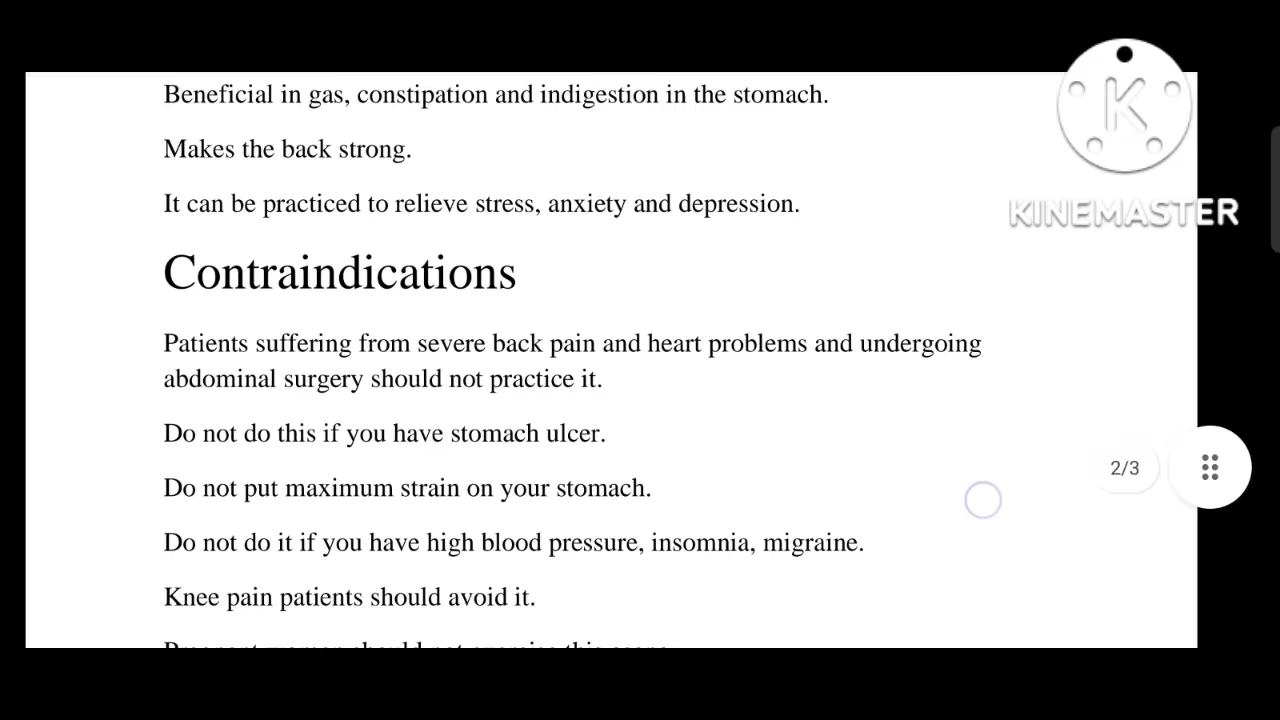 Beneficial in gas, constipation and indigestion in the stomach.
Makes the back strong.
It can be practiced to relieve stress, anxiety and depression.
KINEMASTER
Contraindications
Patients suffering from severe back pain and heart problems and undergoing
abdominal surgery should not practice it.
Do not do this if you have stomach ulcer.
2/3
Do not put maximum strain on your stomach.
Do not do it if you have high blood pressure, insomnia, migraine.
Knee pain patients should avoid it.